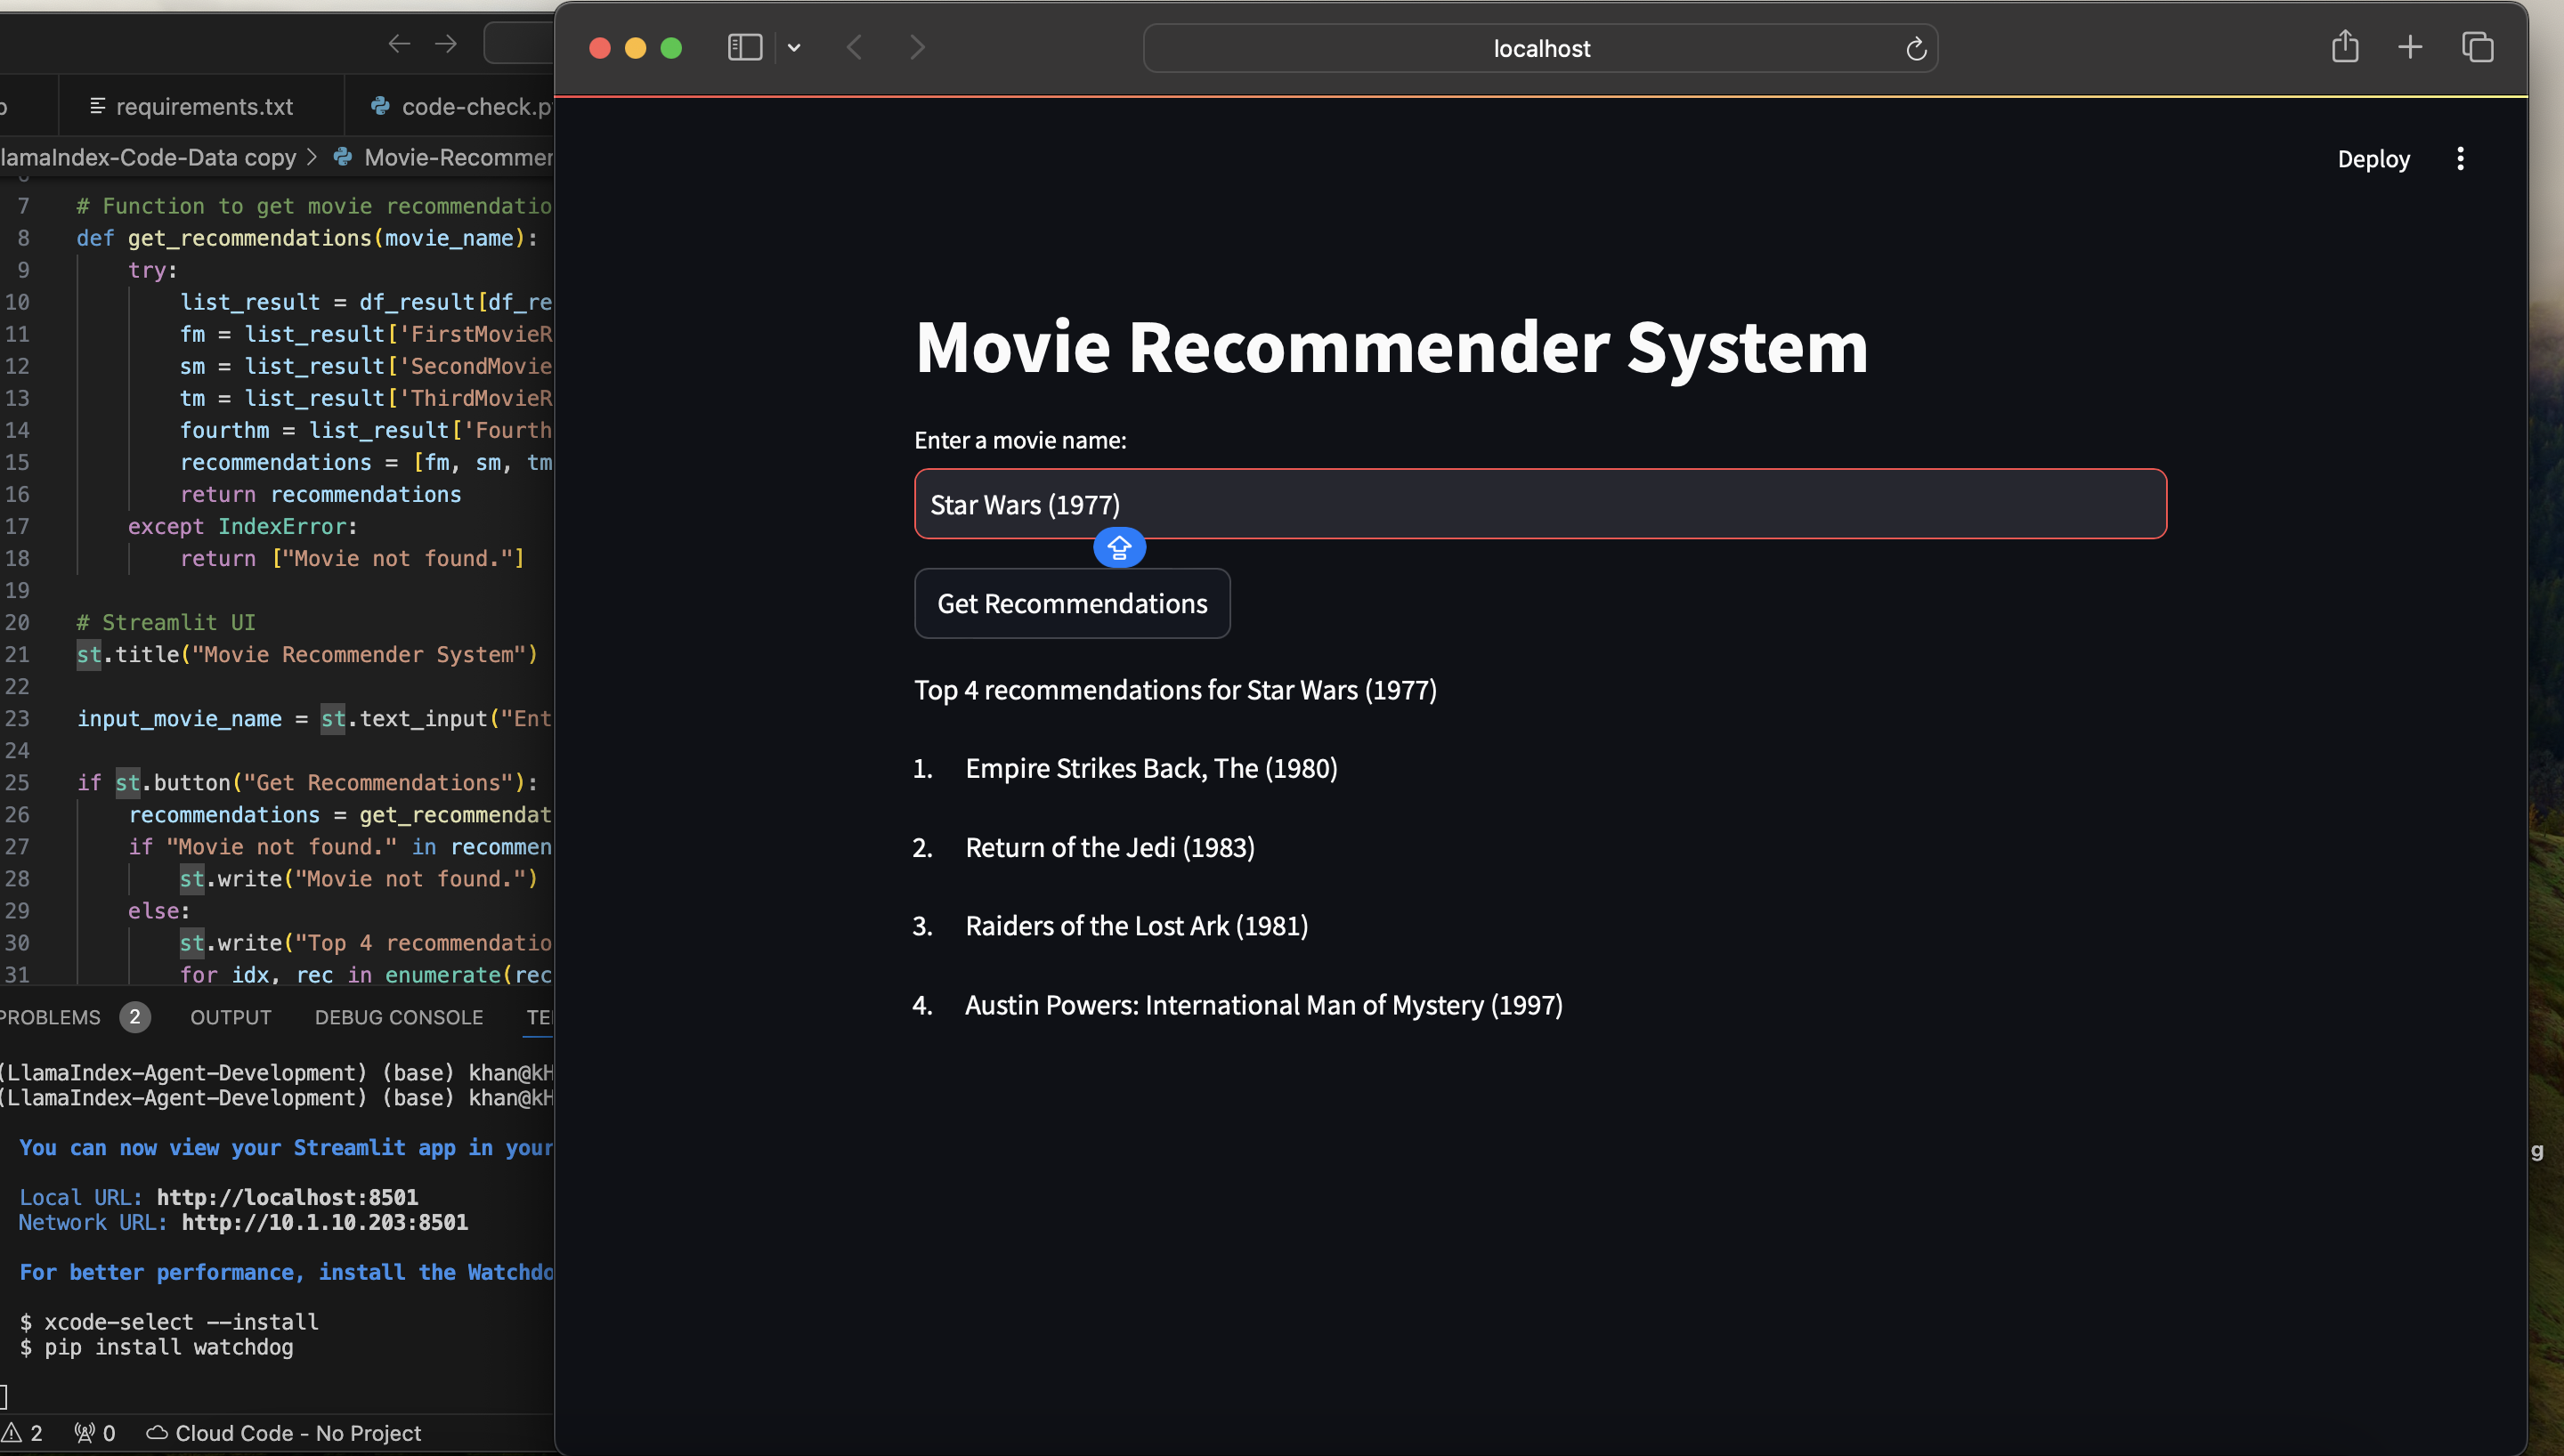 requirements.txt
code-check.p
lamaIndex-Code-Data copy > Movie-Recommen
7 # Function to get movie recommendatio
8 def get_recommendations(movie_name):
9 try:
10 list_result = df_result[df_re
11 fm = list_result['FirstMovieR
12 sm = list_result['SecondMovie
13 tm = list_result['ThirdMovieR
14 fourthm = list_result['Fourth
15 recommendations = [fm, sm, tm
16 return recommendations
17 except IndexError:
18 return ["Movie not found."]
19
20 # Streamlit UI
21 st.title("Movie Recommender System")
22
23 input_movie_name = st.text_input("Ent
24
25 if st.button("Get Recommendations"):
26 recommendations = get_recommendat
27 if "Movie not found." in recommen
28 st.write("Movie not found.")
29 else:
30 st.write("Top 4 recommendatio
31 for idx, rec in enumerate(rec
PROBLEMS 2 OUTPUT DEBUG CONSOLE TE
(LlamaIndex-Agent-Development) (base) khan@kH
(LlamaIndex-Agent-Development) (base) khan@kH
You can now view your Streamlit app in your
Local URL: http://localhost:8501
Network URL: http://10.1.10.203:8501
For better performance, install the Watchdo
$ xcode-select --install
$ pip install watchdog
2 0 Cloud Code - No Project
localhost
Deploy
Movie Recommender System
Enter a movie name:
Star Wars (1977)
Get Recommendations
Top 4 recommendations for Star Wars (1977)
1. Empire Strikes Back, The (1980)
2. Return of the Jedi (1983)
3. Raiders of the Lost Ark (1981)
4. Austin Powers: International Man of Mystery (1997)
g